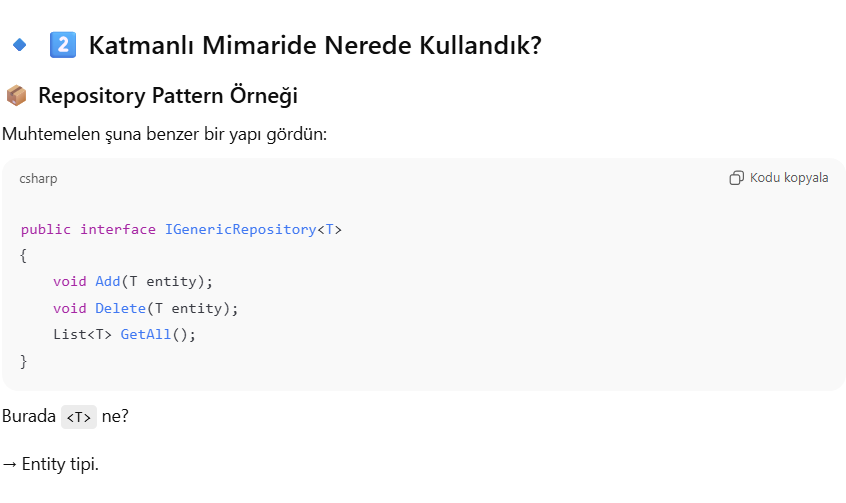 🔹 2️⃣ Katmanlı Mimaride Nerede Kullandık?
📦 Repository Pattern Örneği
Muhtemelen şuna benzer bir yapı gördün:
csharp
Kodu kopyala
public interface IGenericRepository<T>
{
    void Add(T entity);
    void Delete(T entity);
    List<T> GetAll();
}
Burada <T> ne?
→ Entity tipi.